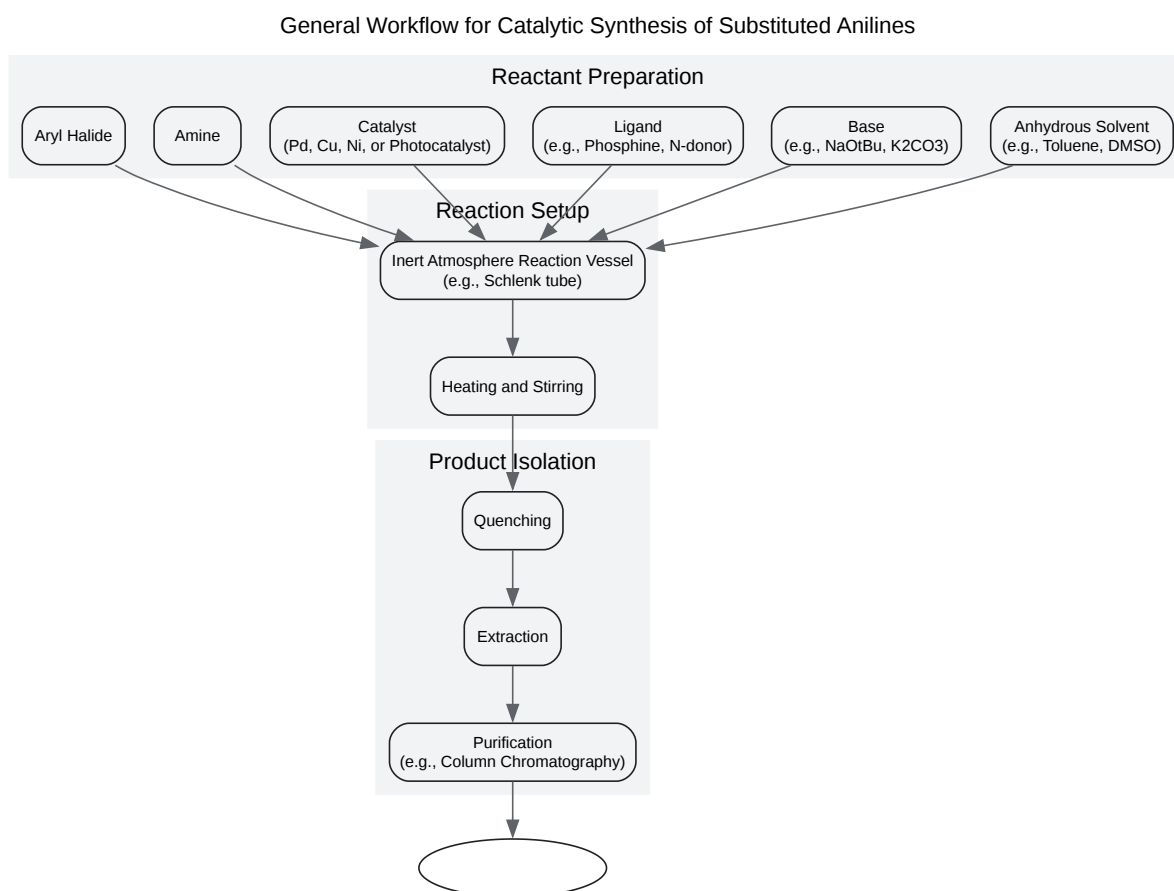 General Workflow for Catalytic Synthesis of Substituted Anilines
Reactant Preparation
Aryl Halide
Amine
Catalyst
(Pd, Cu, Ni, or Photocatalyst)
Ligand
(e.g., Phosphine, N-donor)
Base
(e.g., NaOtBu, K2CO3)
Anhydrous Solvent
(e.g., Toluene, DMSO)
Reaction Setup
Inert Atmosphere Reaction Vessel
(e.g., Schlenk tube)
Heating and Stirring
Product Isolation
Quenching
Extraction
Purification
(e.g., Column Chromatography)